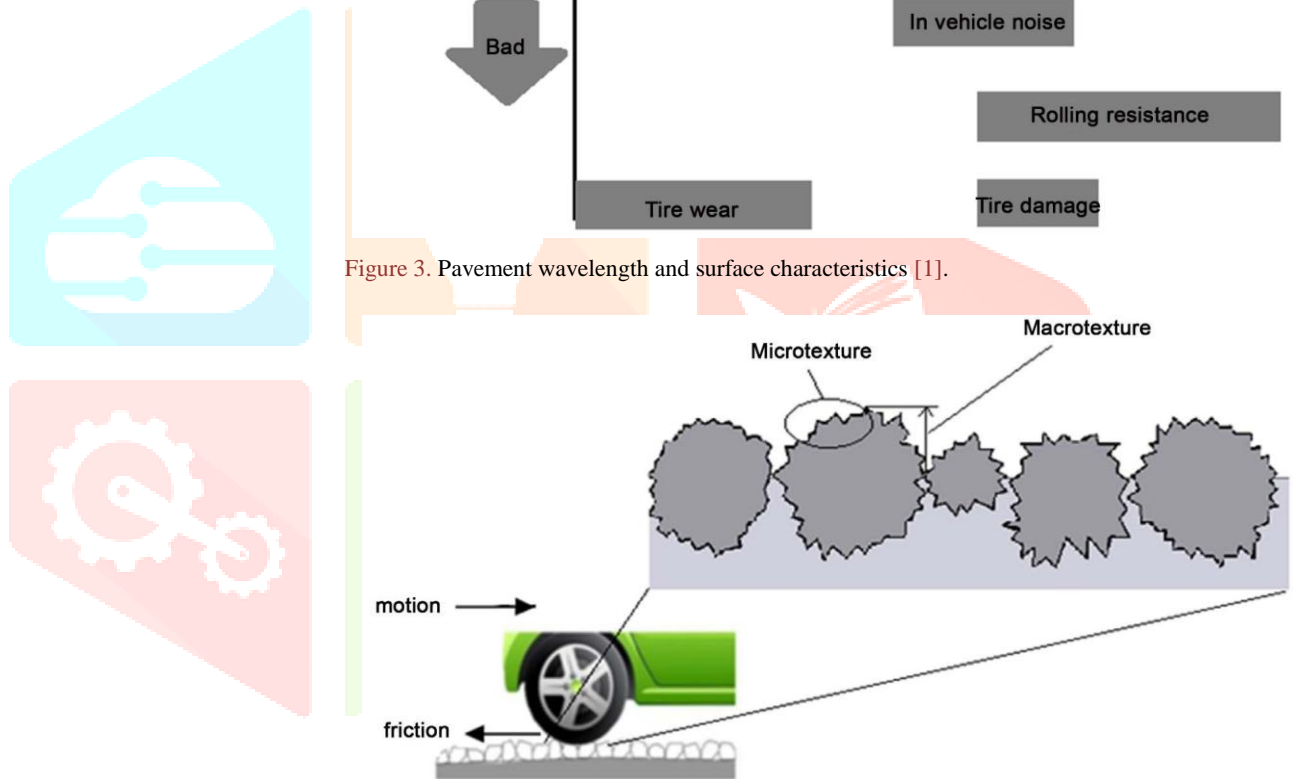 In vehicle noise
Bad
Rolling resistance
Tire wear
Tire damage
Figure 3. Pavement wavelength and surface characteristics [1].
Macrotexture
Microtexture
motion
friction